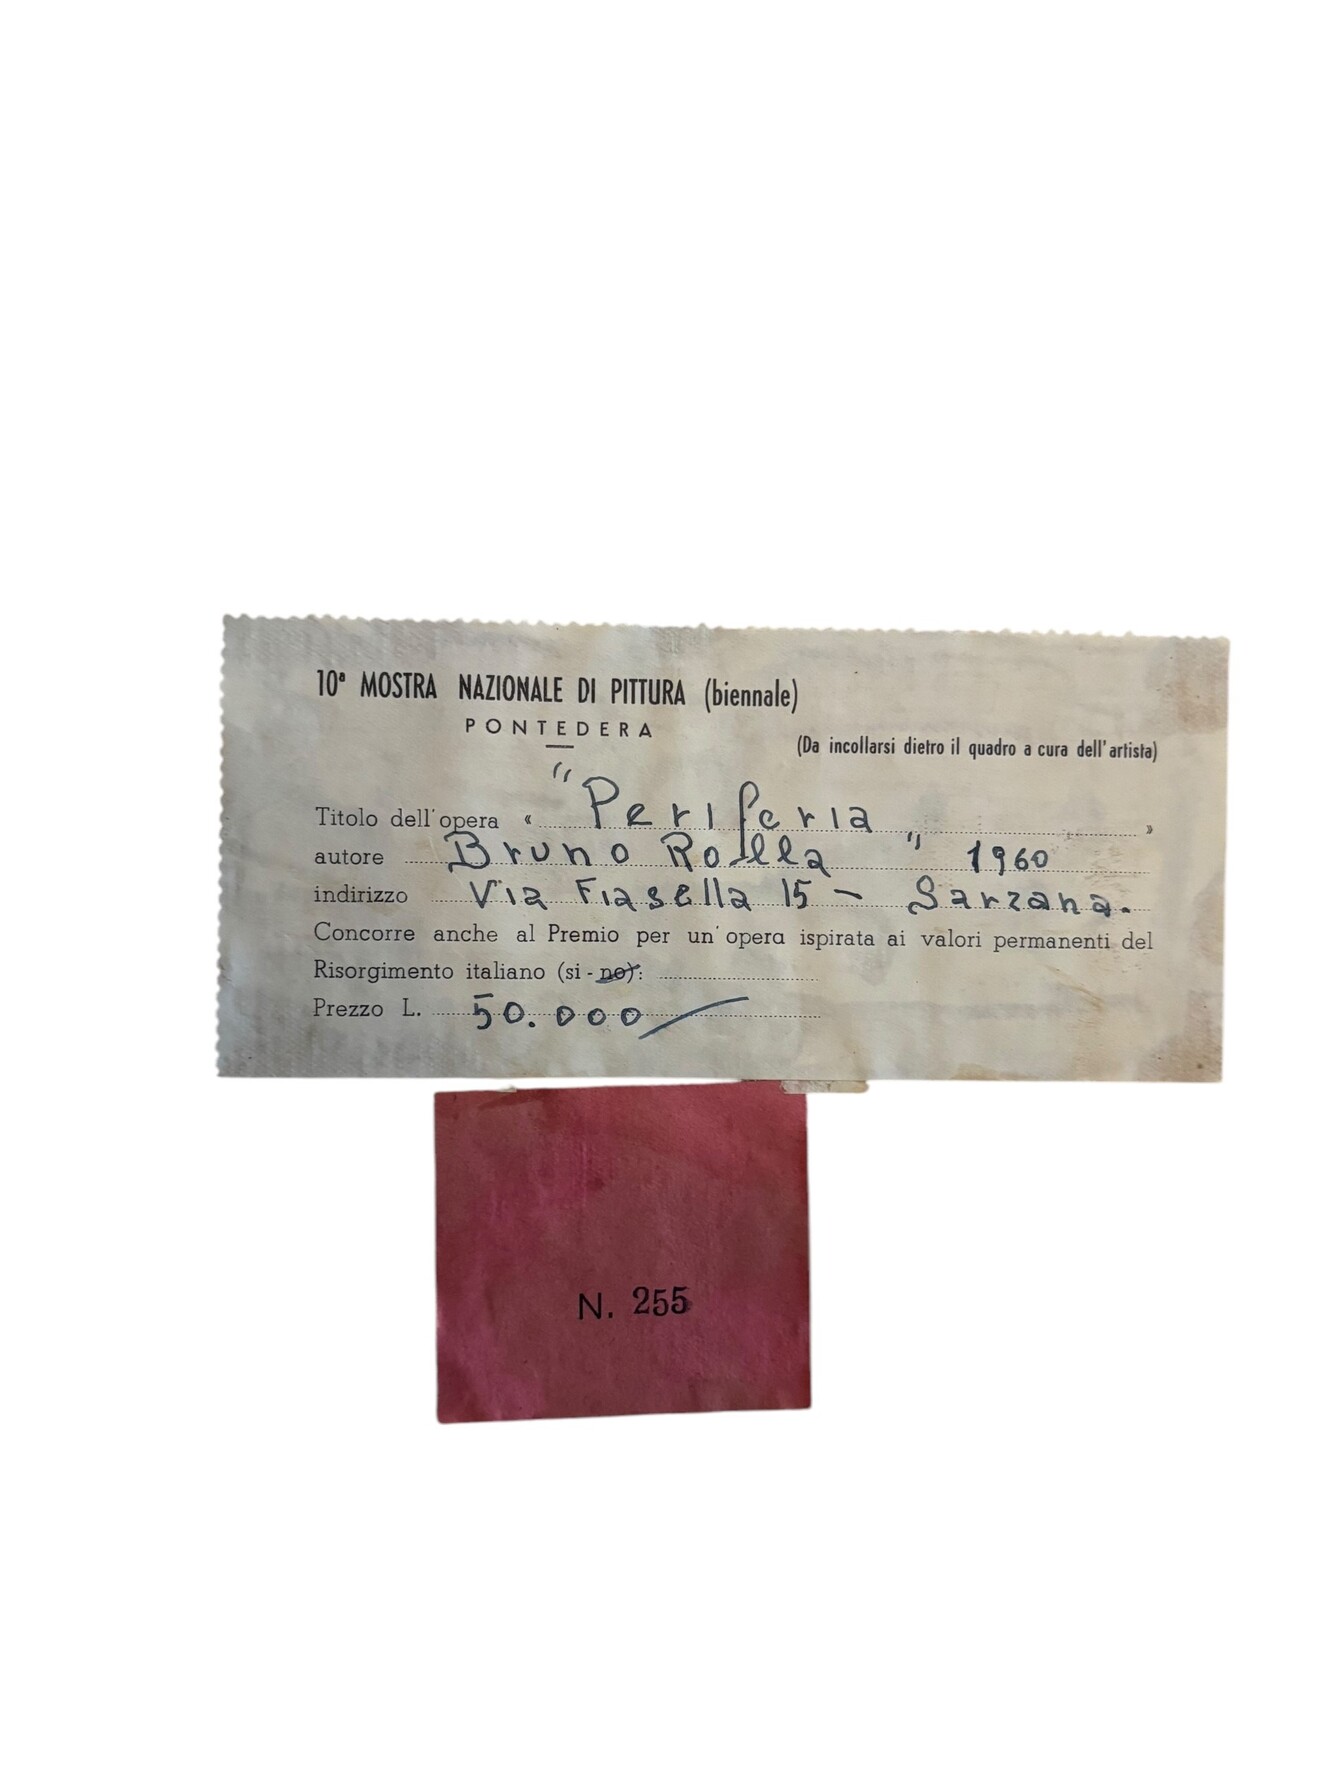 10ª MOSTRA NAZIONALE DI PITTURA (biennale)
PONTEDERA
(Da incollarsi dietro il quadro a cura dell'artista)
Titolo dell'opera « "Periferia" »
autore Bruno Rolla 1960
indirizzo Via Fiasella 15 - Sarzana.
Concorre anche al Premio per un'opera ispirata ai valori permanenti del
Risorgimento italiano (si - no):
Prezzo L. 50.000/
N. 255